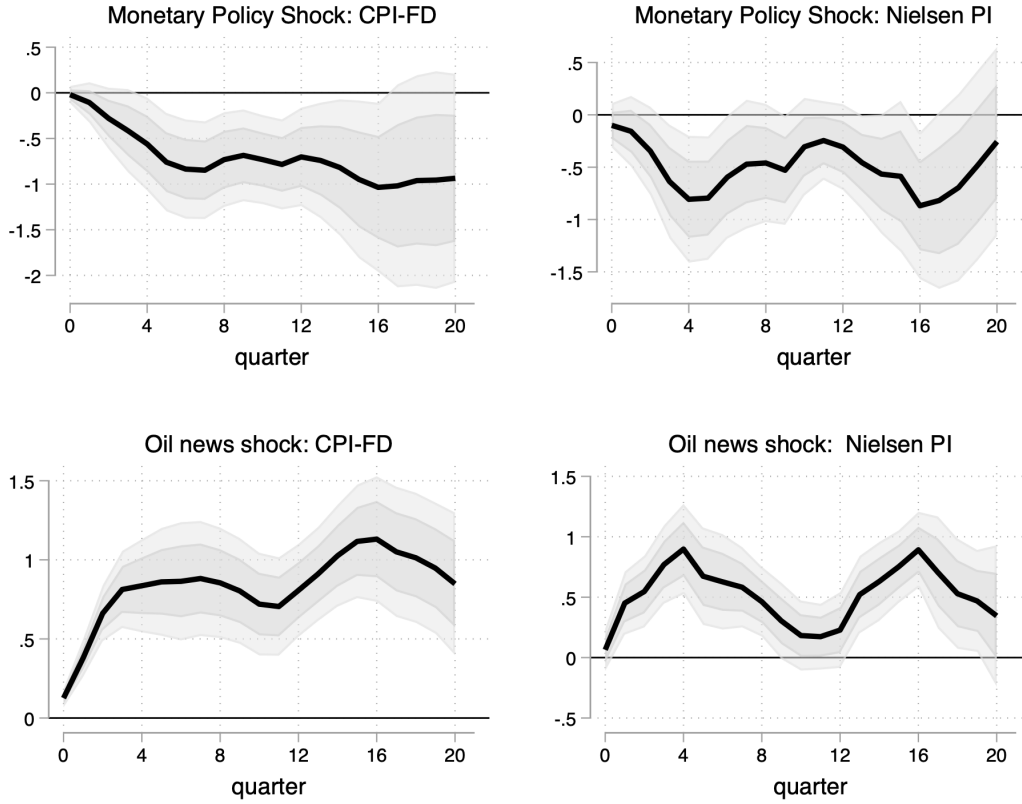 Monetary Policy Shock: CPI-FD
.5
0
-.5
-1
-1.5
-2
0 4 8 12 16 20
quarter
Monetary Policy Shock: Nielsen PI
.5
0
-.5
-1
-1.5
0 4 8 12 16 20
quarter
Oil news shock: CPI-FD
1.5
1
.5
0
0 4 8 12 16 20
quarter
Oil news shock: Nielsen PI
1.5
1
.5
0
-.5
0 4 8 12 16 20
quarter